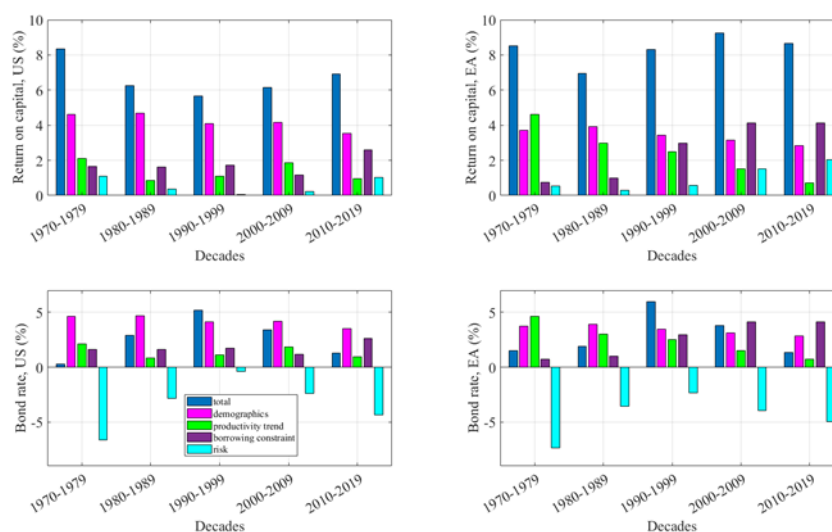 10
8
6
4
2
0
Return on capital, US (%)
1970-1979
1980-1989
1990-1999
2000-2009
2010-2019
Decades
10
8
6
4
2
0
Return on capital, EA (%)
1970-1979
1980-1989
1990-1999
2000-2009
2010-2019
Decades
5
0
-5
Bond rate, US (%)
total
demographics
productivity trend
borrowing constraint
risk
1970-1979
1980-1989
1990-1999
2000-2009
2010-2019
Decades
5
0
-5
Bond rate, EA (%)
1970-1979
1980-1989
1990-1999
2000-2009
2010-2019
Decades